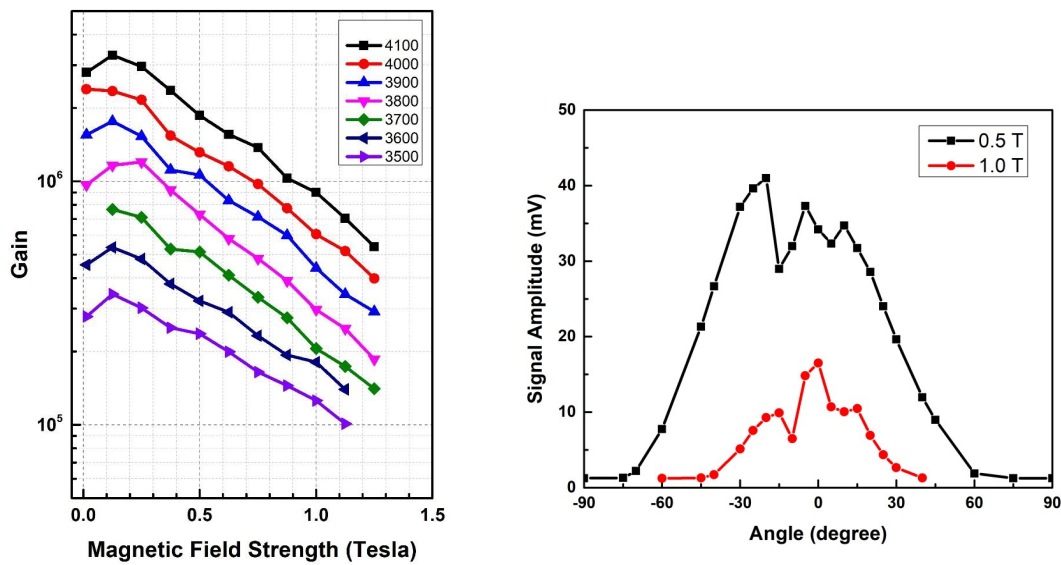 4100
4000
3900
3800
3700
3600
3500
10^6
10^5
Gain
0.0 0.5 1.0 1.5
Magnetic Field Strength (Tesla)
0.5 T
1.0 T
50
40
30
20
10
0
Signal Amplitude (mV)
-90 -60 -30 0 30 60 90
Angle (degree)